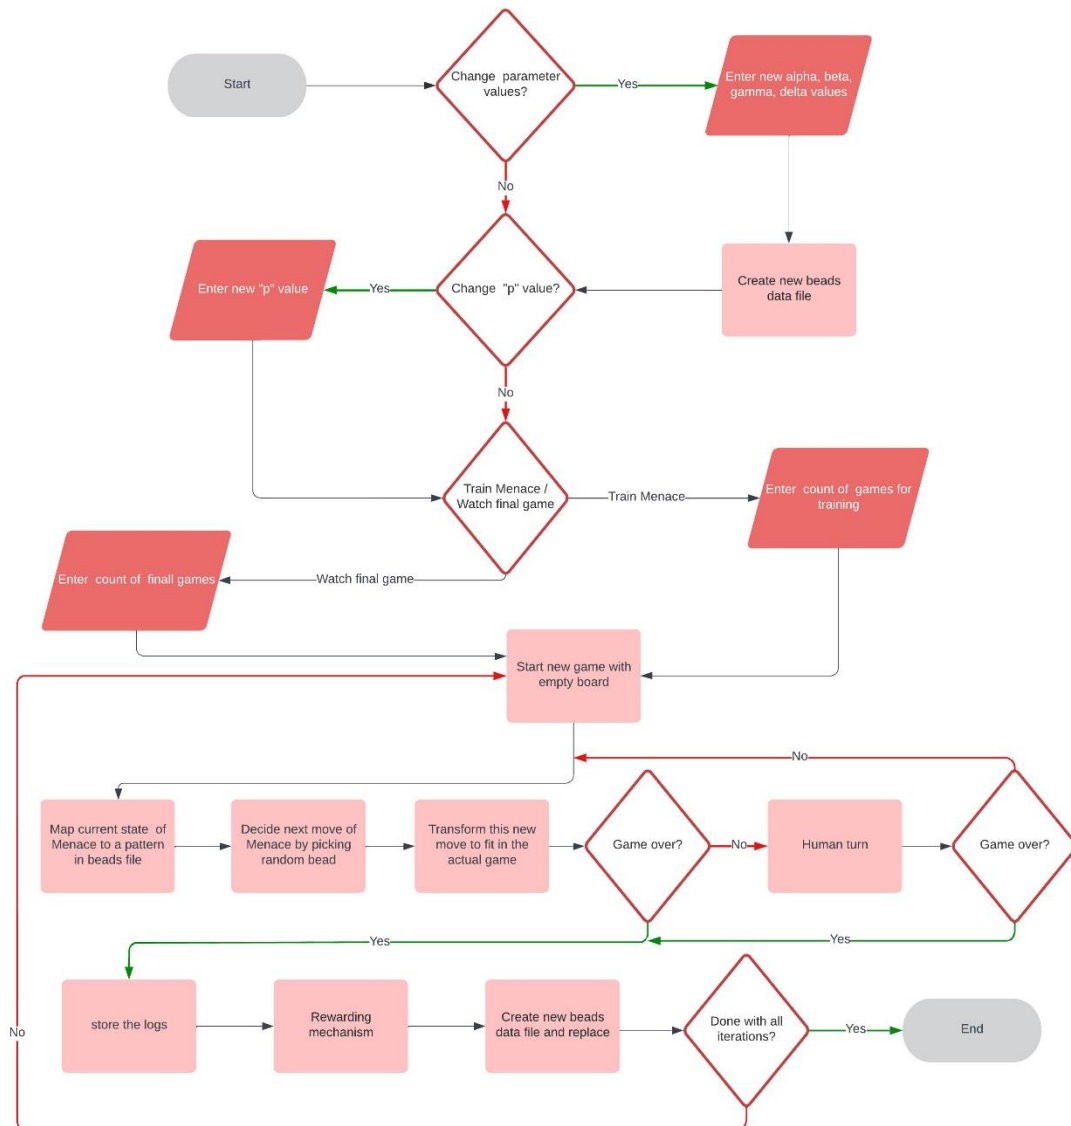 Start
Change  parameter
values?
Yes
Enter new alpha, beta,
gamma, delta values
No
Enter new "p" value
Yes
Change  "p" value?
Create new beads
data file
No
Train Menace /
Watch final game
Train Menace
Enter  count of  games for
training
Enter  count of  finall games
Watch final game
Start new game with
empty board
No
Map current state  of
Menace to a pattern
in beads file
Decide next move of
Menace by picking
random bead
Transform this new
move to fit in the
actual game
Game over?
No
Human turn
Game over?
Yes
Yes
No
store the logs
Rewarding
mechanism
Create new beads
data file and replace
Done with all
iterations?
Yes
End